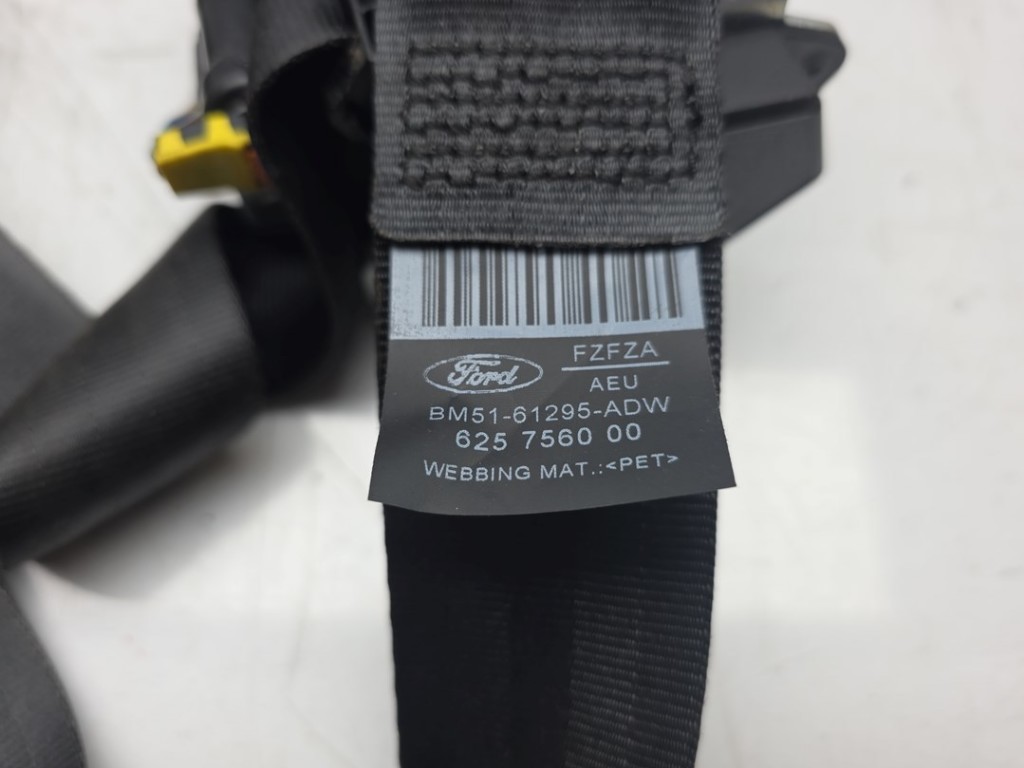 FZFZA
Ford
AEU
BM51-61295-ADW
625 7560 00
WEBBING MAT.:<PET>